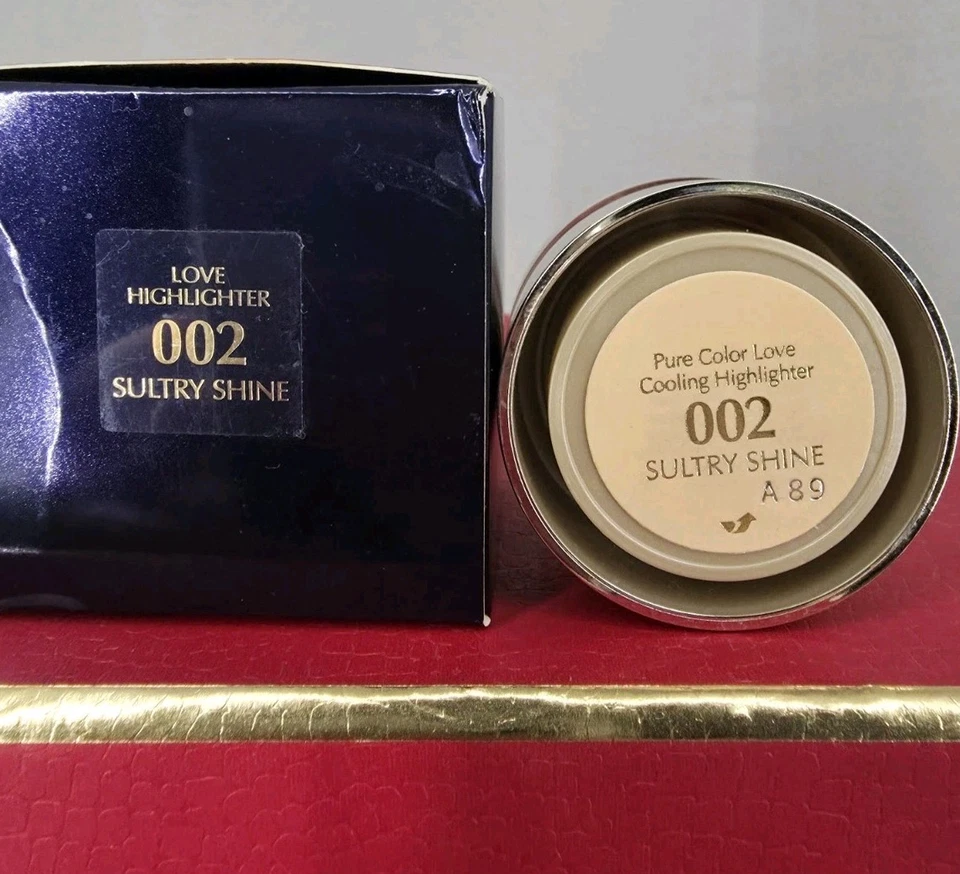 LOVE
HIGHLIGHTER
002
SULTRY SHINE
Pure Color Love
Cooling Highlighter
002
SULTRY SHINE
A 89